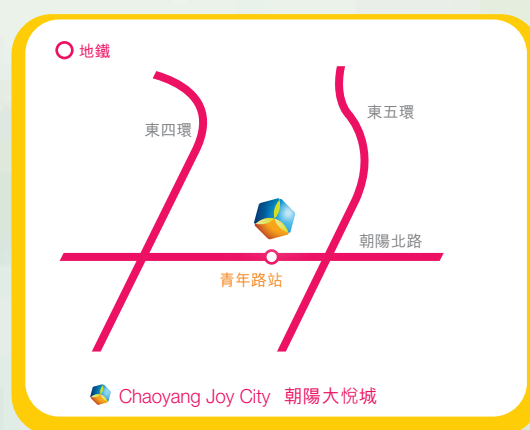 地鐵
東五環
東四環
朝陽北路
青年路站
Chaoyang Joy City 朝陽大悅城